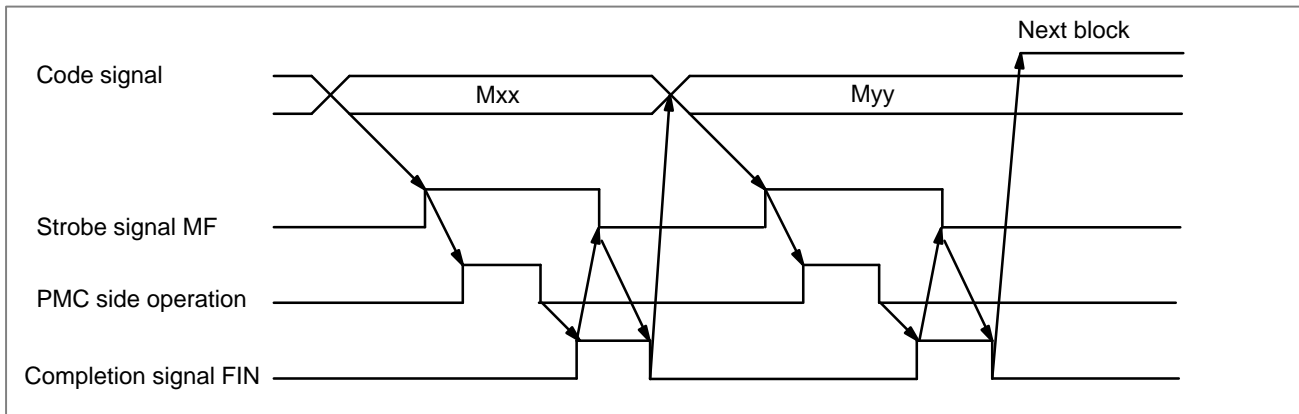 Next block
Code signal
Mxx Myy
Strobe signal MF
PMC side operation
Completion signal FIN